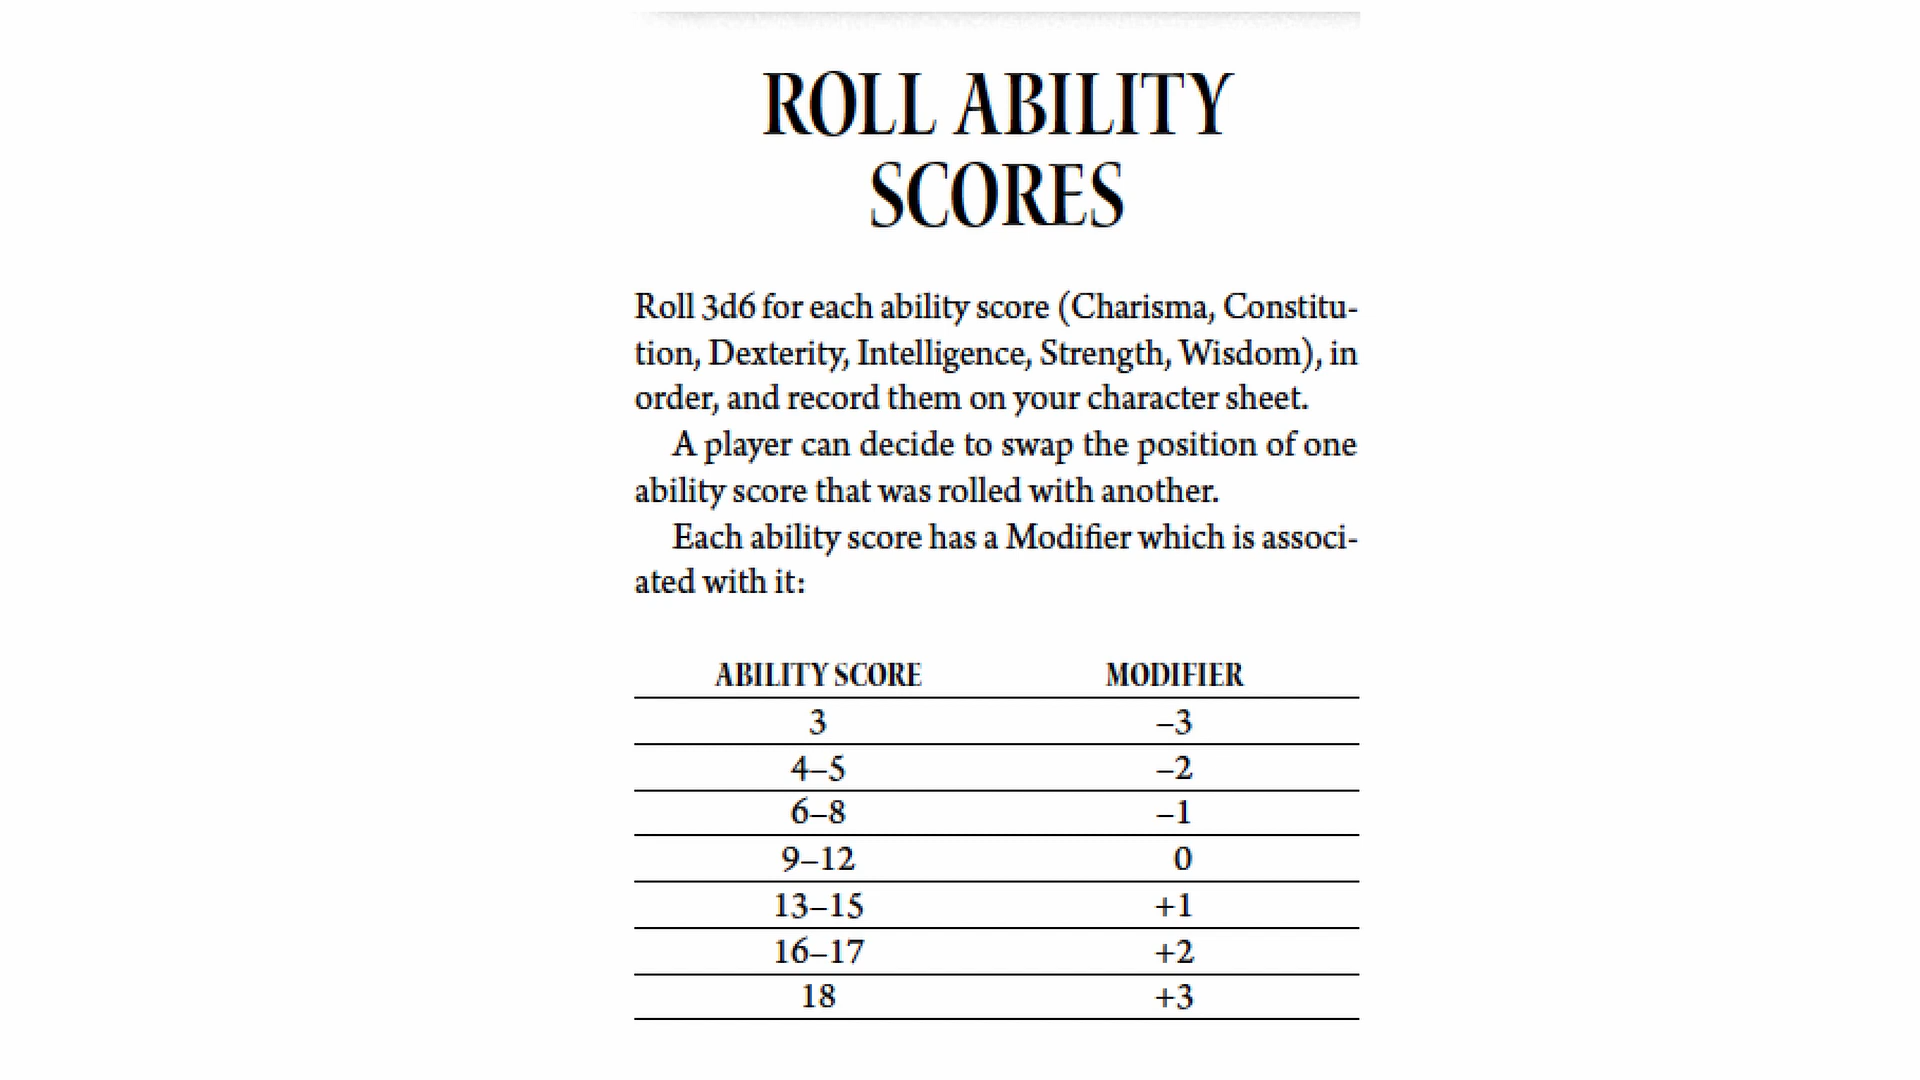 ROLL ABILITY
SCORES
Roll 3d6 for each ability score (Charisma, Constitu-
tion, Dexterity, Intelligence, Strength, Wisdom), in
order, and record them on your character sheet.
A player can decide to swap the position of one
ability score that was rolled with another.
Each ability score has a Modifier which is associ-
ated with it:
ABILITY SCORE MODIFIER
3 –3
4–5 –2
6–8 –1
9–12 0
13–15 +1
16–17 +2
18 +3